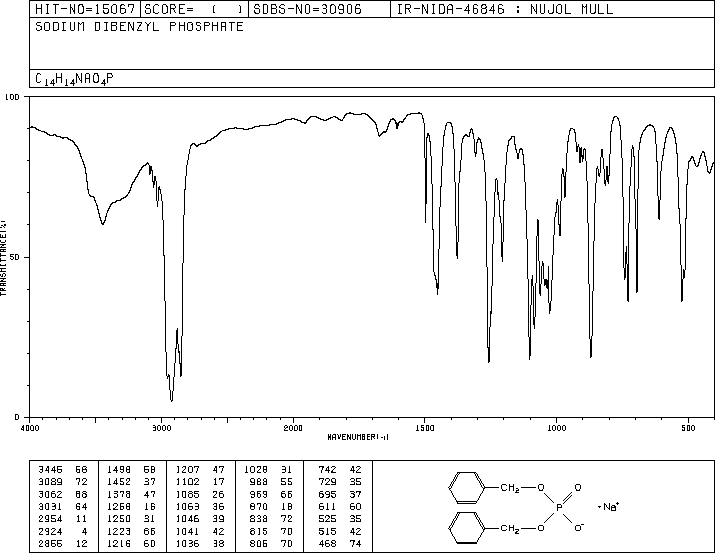 HIT-NO=15067 SCORE= ( ) SDBS-NO=30906 IR-NIDA-46846 : NUJOL MULL
SODIUM DIBENZYL PHOSPHATE
C14H14NAO4P
100
TRANSMITTANCE(%)
50
0
4000 3000 2000 1500 1000 500
WAVENUMBER(-1)
3445 58 1498 58 1207 47 1028 31 742 42
3089 72 1452 37 1102 17 988 55 729 35
3062 68 1378 47 1085 26 969 66 695 37
3031 64 1258 16 1063 36 870 18 611 60
2954 11 1250 31 1046 39 838 72 525 35
2924 4 1223 66 1041 42 815 70 515 42
2855 12 1216 60 1036 38 806 70 468 74
CH2 O P O
Na+
CH2 O O-